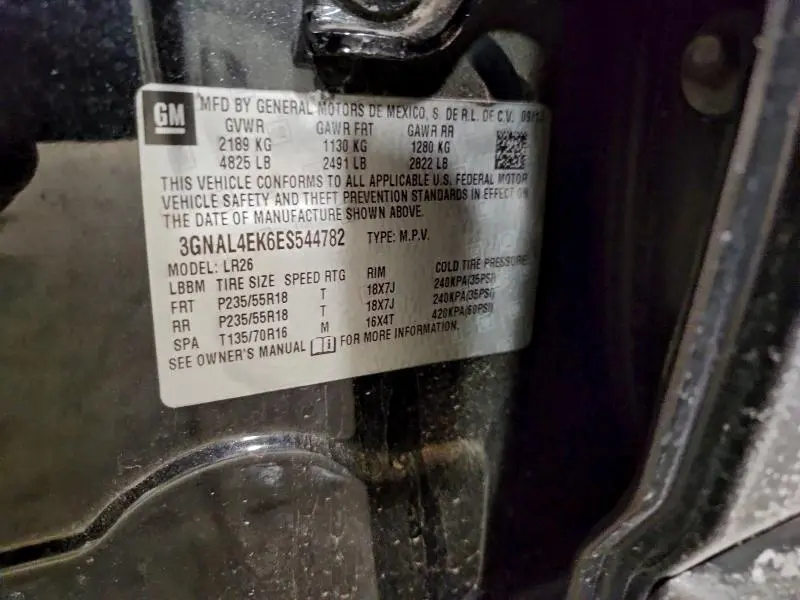 GM
MFD BY GENERAL MOTORS DE MEXICO, S. DE R.L. DE C.V.
GVWR GAWR FRT GAWR RR
2189 KG 1130 KG 1280 KG
4825 LB 2491 LB 2822 LB
THIS VEHICLE CONFORMS TO ALL APPLICABLE U.S. FEDERAL MOTOR
VEHICLE SAFETY AND THEFT PREVENTION STANDARDS IN EFFECT ON
THE DATE OF MANUFACTURE SHOWN ABOVE.
3GNAL4EK6ES544782 TYPE: M.P.V.
MODEL: LR26
LBBM TIRE SIZE SPEED RTG RIM COLD TIRE PRESSURE
FRT P235/55R18 T 18X7J 240KPA(35PSI)
RR P235/55R18 T 18X7J 240KPA(35PSI)
SPA T135/70R16 M 16X4T 420KPA(60PSI)
SEE OWNER'S MANUAL FOR MORE INFORMATION.